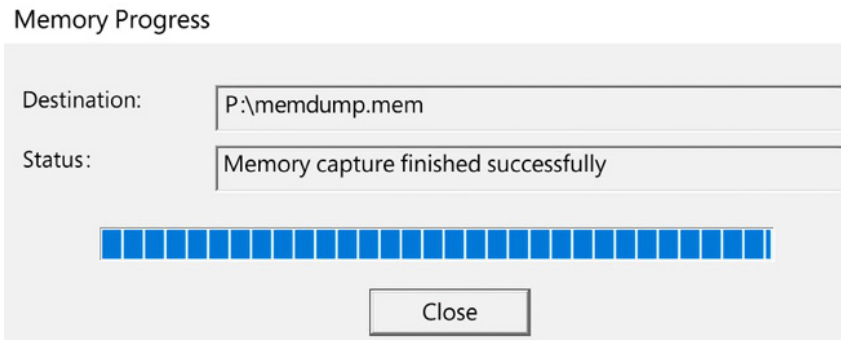 Memory Progress
Destination: P:\memdump.mem
Status: Memory capture finished successfully
Close